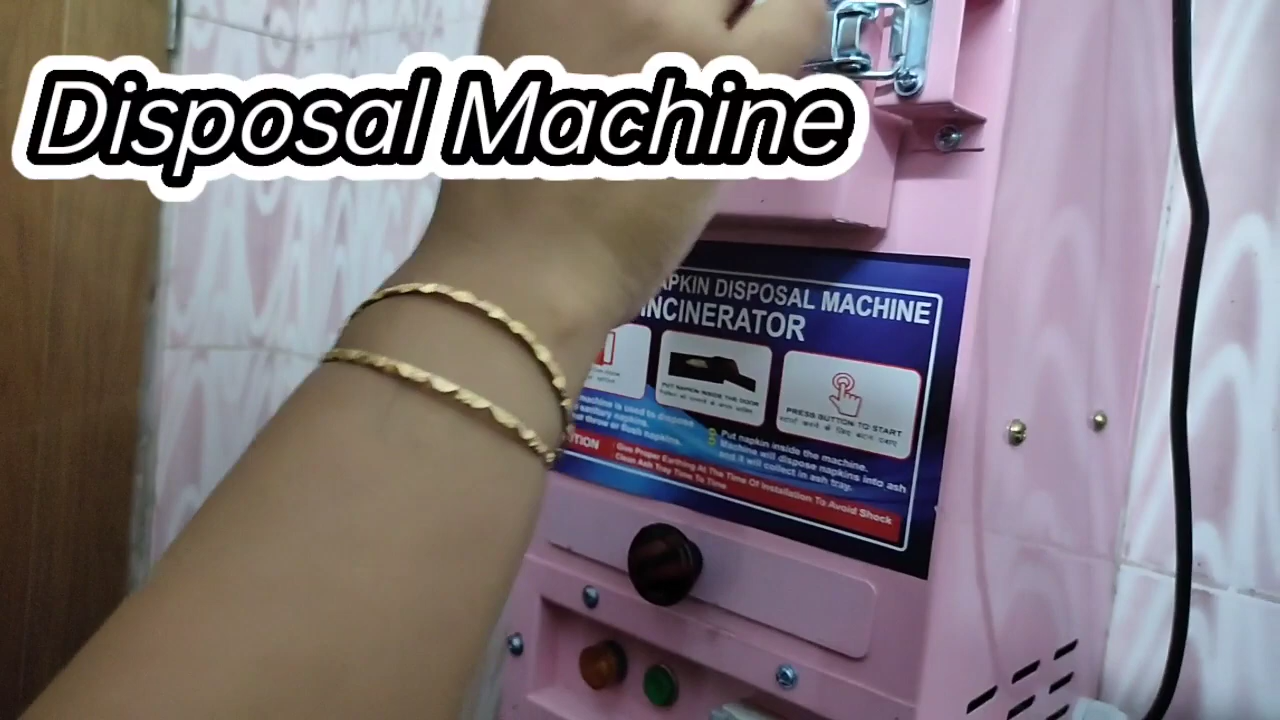 Disposal Machine
APKIN DISPOSAL MACHINE
INCINERATOR
PUT NAPKIN INSIDE THE DOOR
PRESS BUTTON TO START
machine is used to dispose
sanitary napkins.
not throw or flush napkins.
Put napkin inside the machine.
Machine will dispose napkins into ash
and it will collect in ash tray.
TION
Give Proper Earthing At The Time Of Installation To Avoid Shock
Clean Ash Tray Time To Time